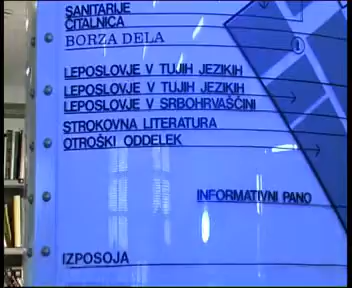 SANITARIJE
ČITALNICA
BORZA DELA
LEPOSLOVJE V TUJIH JEZIKIH
LEPOSLOVJE V TUJIH JEZIKIH
LEPOSLOVJE V SRBOHRVAŠČINI
STROKOVNA LITERATURA
OTROŠKI ODDELEK
INFORMATIVNI PANO
IZPOSOJA